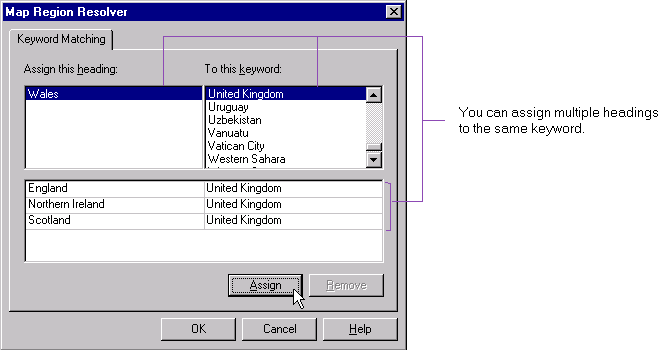 Map Region Resolver
Keyword Matching
Assign this heading:
To this keyword:
Wales
United Kingdom
Uruguay
Uzbekistan
Vanuatu
Vatican City
Western Sahara
England United Kingdom
Northern Ireland United Kingdom
Scotland United Kingdom
Assign
Remove
OK
Cancel
Help
You can assign multiple headings
to the same keyword.